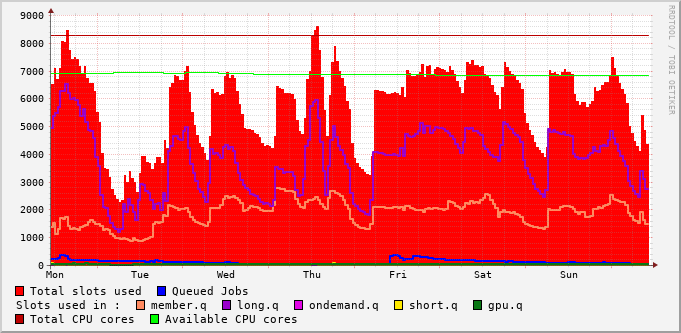 9000
8000
7000
6000
5000
4000
3000
2000
1000
0
Mon Tue Wed Thu Fri Sat Sun
RRDTOOL / TOBI OETIKER
Total slots used Queued Jobs
Slots used in : member.q long.q ondemand.q short.q gpu.q
Total CPU cores Available CPU cores